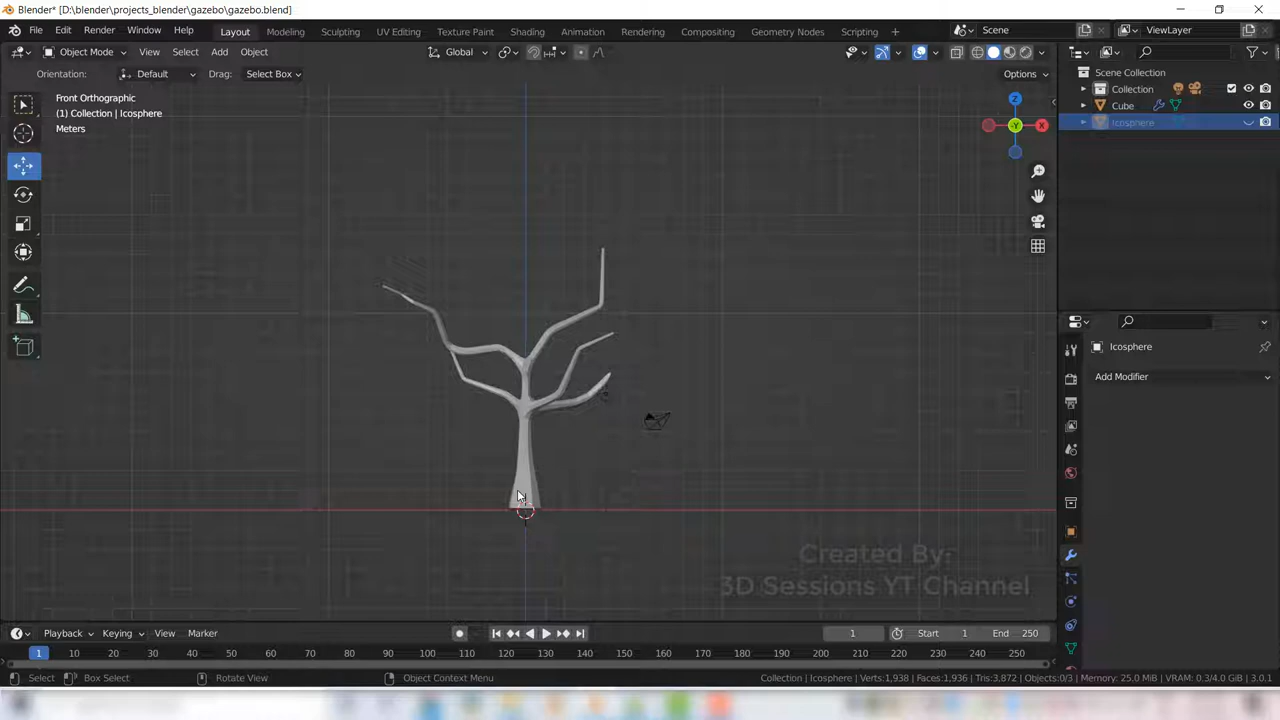 Blender* [D:\blender\projects_blender\gazebo\gazebo.blend]
File Edit Render Window Help Layout Modeling Sculpting UV Editing Texture Paint Shading Animation Rendering Compositing Geometry Nodes Scripting + Scene ViewLayer
Object Mode View Select Add Object Global
Orientation: Default Drag: Select Box Options
Scene Collection
Collection
Cube
Icosphere
Front Orthographic
(1) Collection | Icosphere
Meters
Z
-Y
X
Icosphere
Add Modifier
Created By:
3D Sessions YT Channel
Playback Keying View Marker 1 Start 1 End 250
1 10 20 30 40 50 60 70 80 90 100 110 120 130 140 150 160 170 180 190 200 210 220 230 240 250
Select Box Select Rotate View Object Context Menu Collection | Icosphere | Verts:1,938 | Faces:1,936 | Tris:3,872 | Objects:0/3 | Memory: 25.0 MiB | VRAM: 0.3/4.0 GiB | 3.0.1